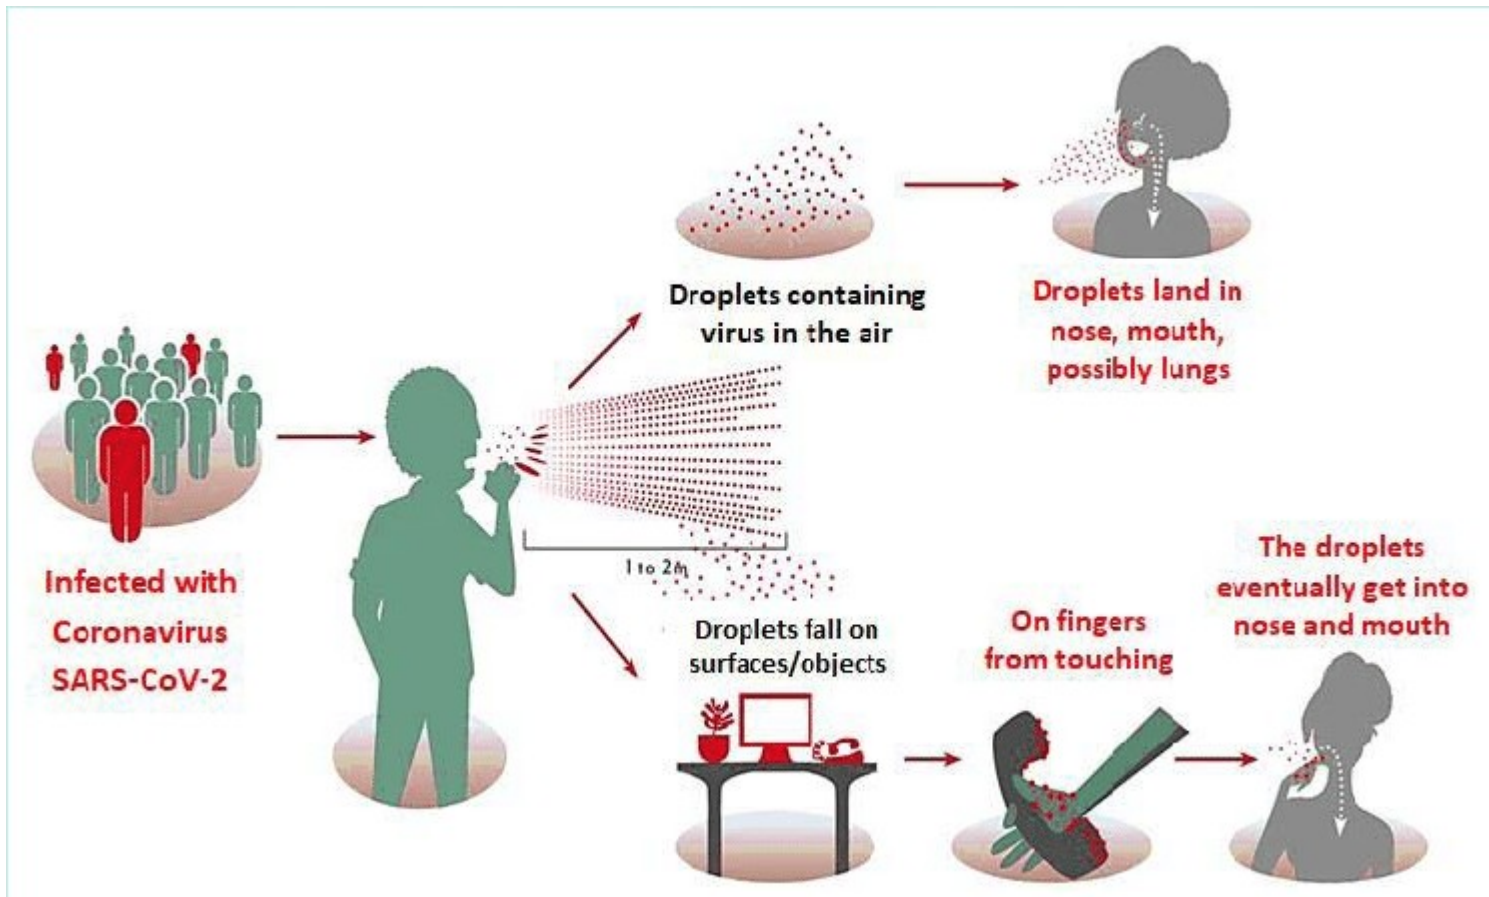 Infected with
Coronavirus
SARS-CoV-2
Droplets containing
virus in the air
Droplets land in
nose, mouth,
possibly lungs
1 to 2m
Droplets fall on
surfaces/objects
On fingers
from touching
The droplets
eventually get into
nose and mouth